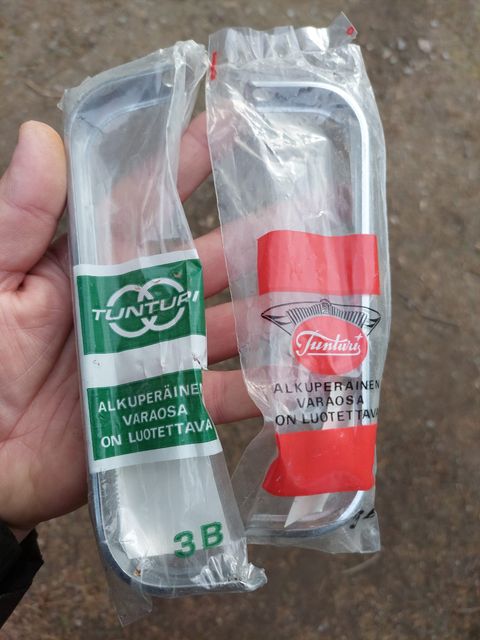 TUNTURI
ALKUPERÄINEN
VARAOSA
ON LUOTETTAVA
3B
Tunturi
ALKUPERÄINEN
VARAOSA
ON LUOTETTAVA